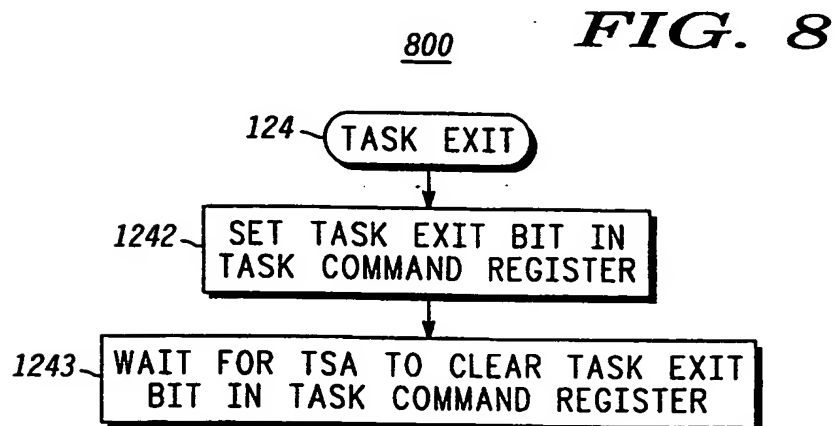 800
FIG. 8
124
TASK EXIT
1242
SET TASK EXIT BIT IN
TASK COMMAND REGISTER
1243
WAIT FOR TSA TO CLEAR TASK EXIT
BIT IN TASK COMMAND REGISTER